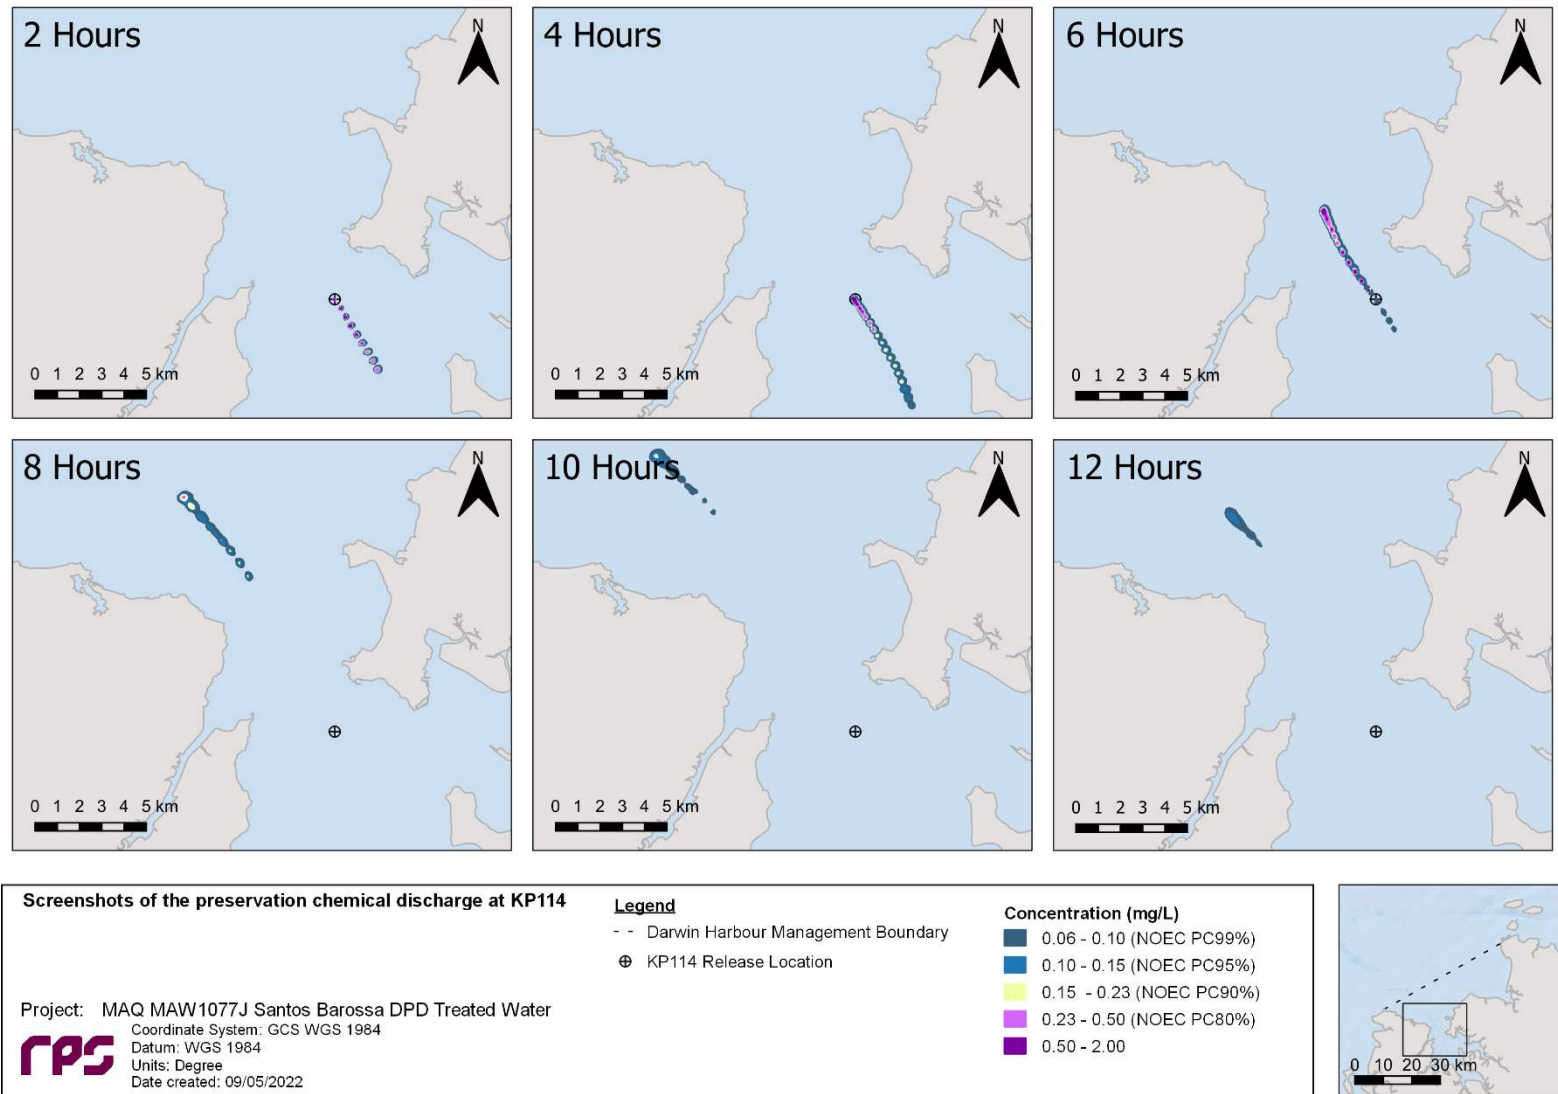 2 Hours
N
0 1 2 3 4 5 km
4 Hours
N
0 1 2 3 4 5 km
6 Hours
N
0 1 2 3 4 5 km
8 Hours
N
0 1 2 3 4 5 km
10 Hours
N
0 1 2 3 4 5 km
12 Hours
N
0 1 2 3 4 5 km
Screenshots of the preservation chemical discharge at KP114
Project: MAQ MAW1077J Santos Barossa DPD Treated Water
rps
Coordinate System: GCS WGS 1984
Datum: WGS 1984
Units: Degree
Date created: 09/05/2022
Legend
Darwin Harbour Management Boundary
KP114 Release Location
Concentration (mg/L)
0.06 - 0.10 (NOEC PC99%)
0.10 - 0.15 (NOEC PC95%)
0.15 - 0.23 (NOEC PC90%)
0.23 - 0.50 (NOEC PC80%)
0.50 - 2.00
0 10 20 30 km